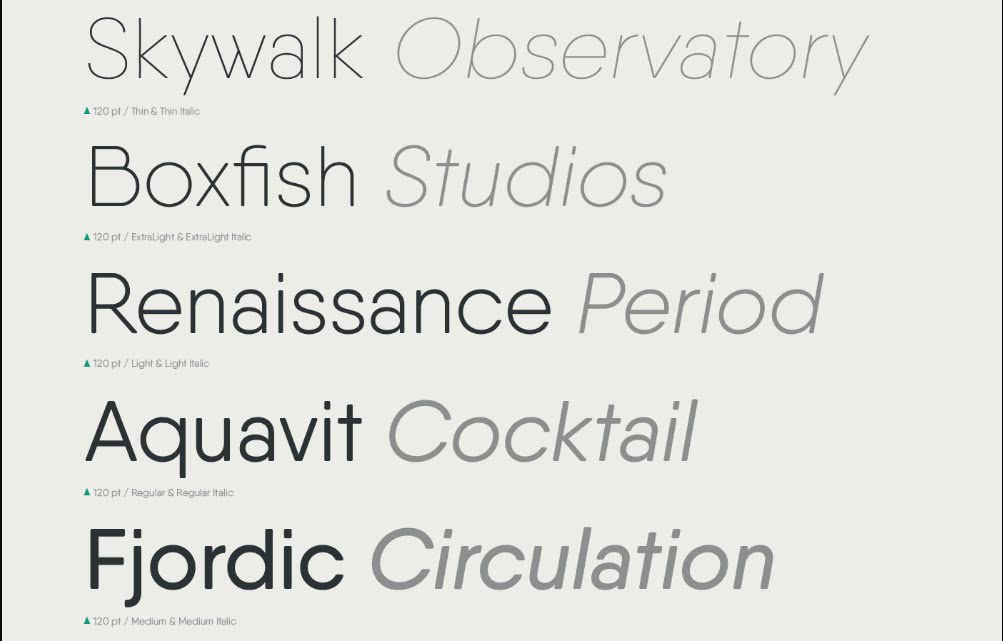 Skywalk Observatory
▲ 120 pt / Thin & Thin Italic
Boxfish Studios
▲ 120 pt / ExtraLight & ExtraLight Italic
Renaissance Period
▲ 120 pt / Light & Light Italic
Aquavit Cocktail
▲ 120 pt / Regular & Regular Italic
Fjordic Circulation
▲ 120 pt / Medium & Medium Italic